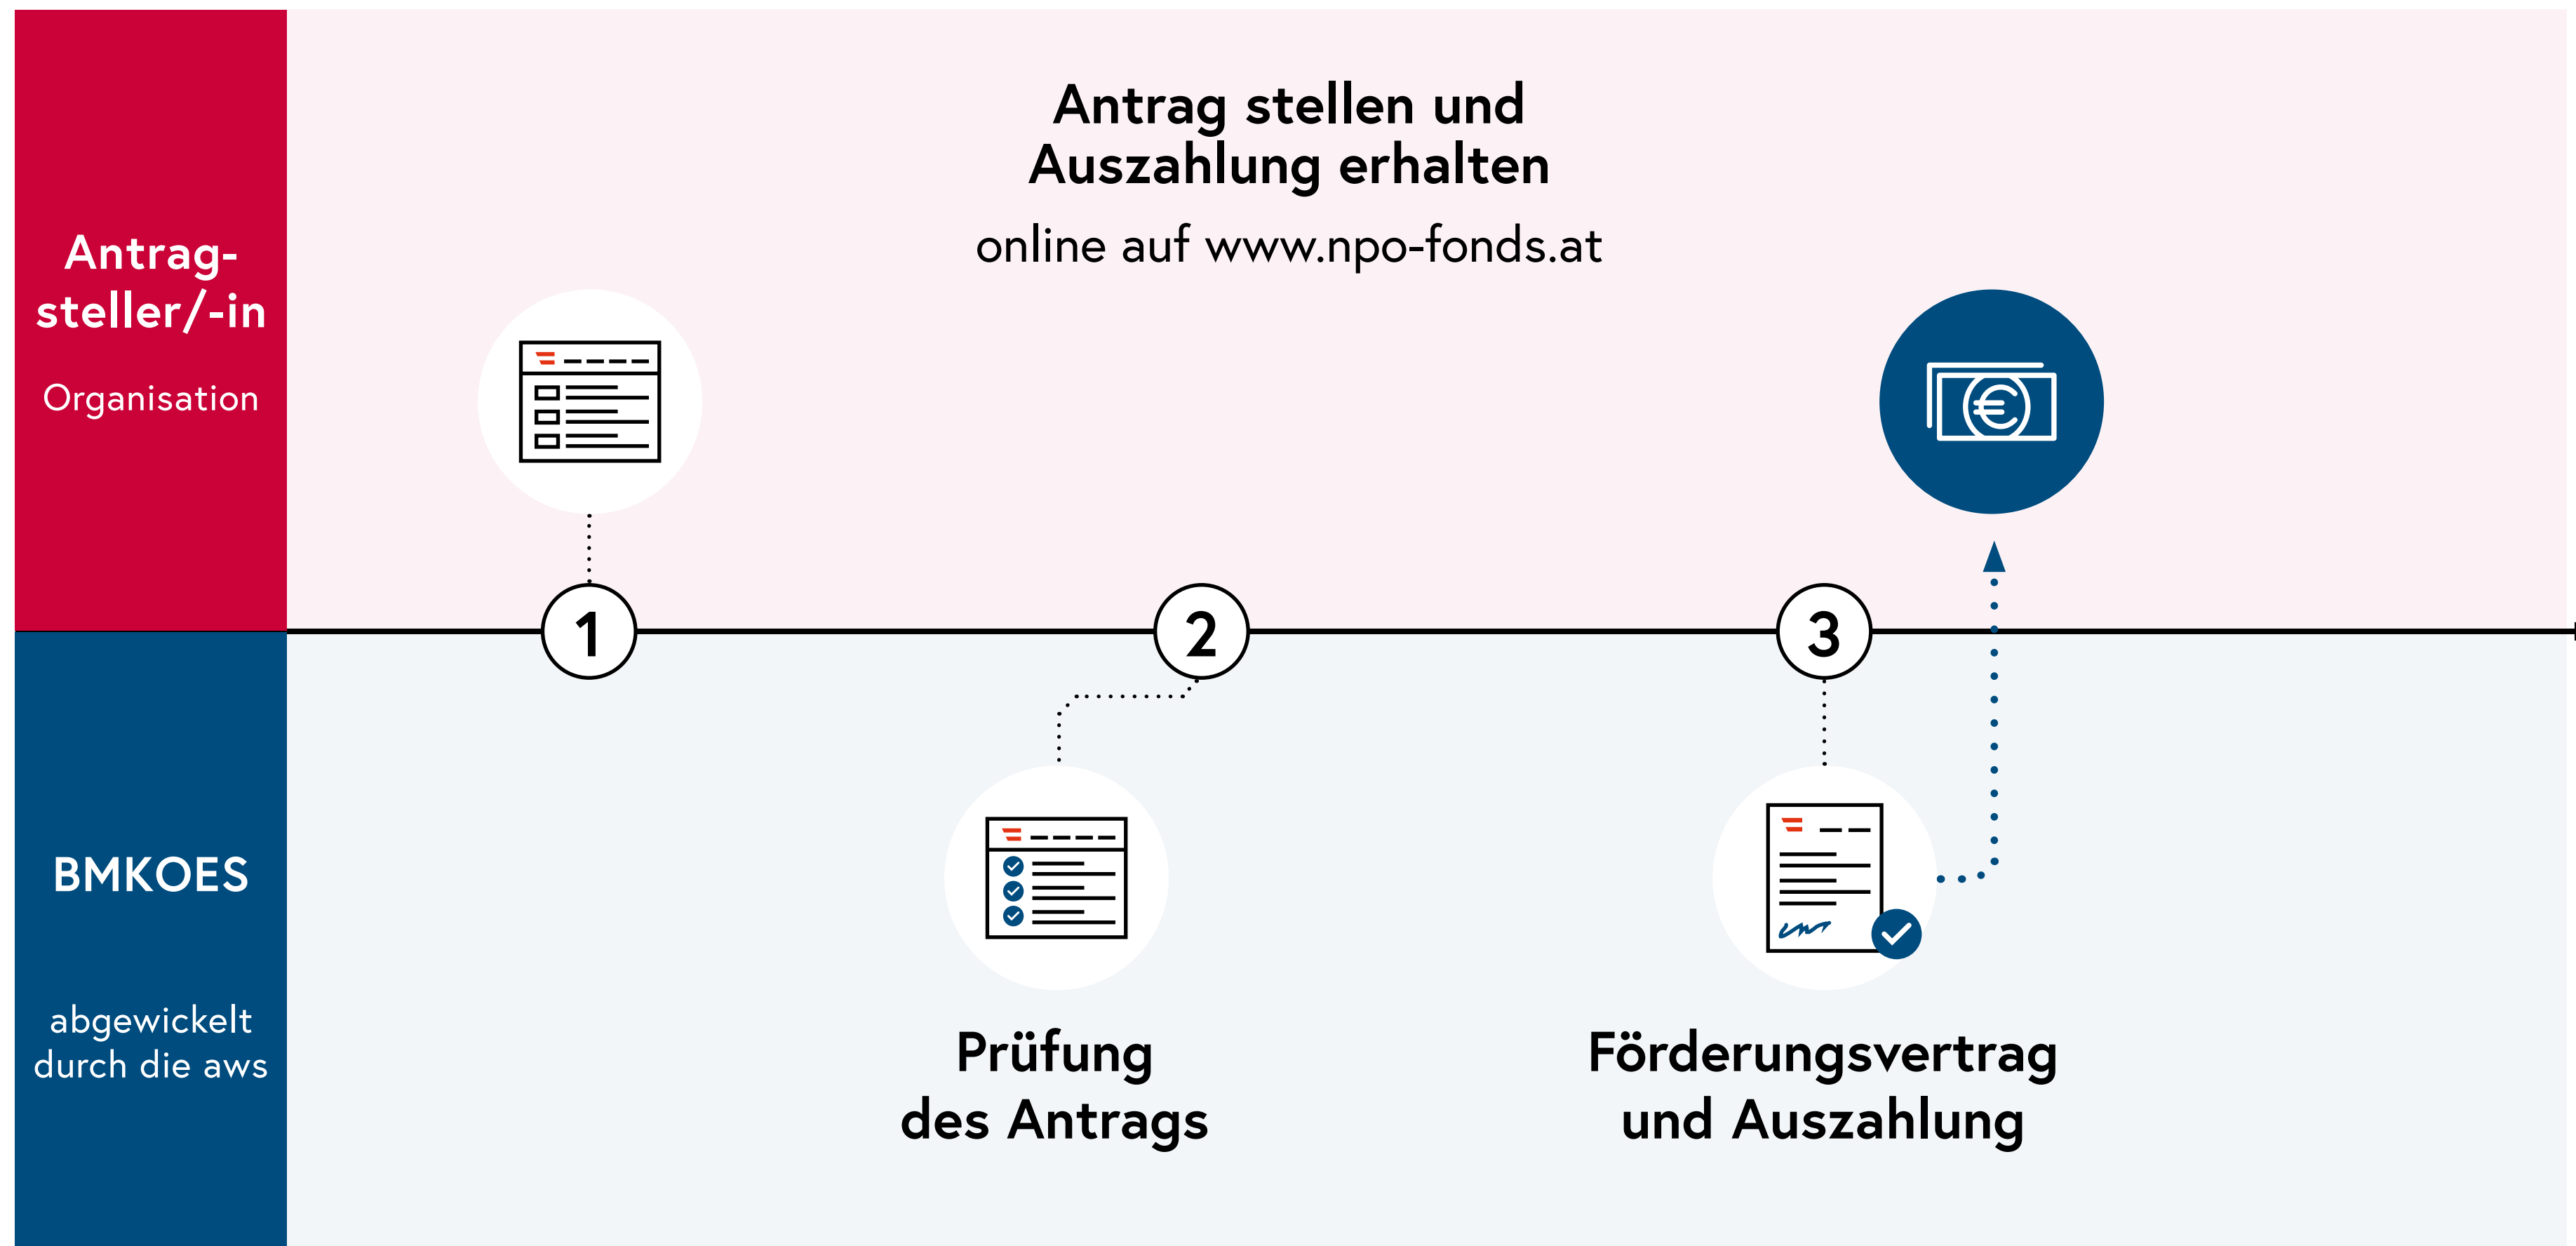 Antrag stellen und
Auszahlung erhalten
online auf www.npo-fonds.at
Antrag-
steller/-in
Organisation
1
2
3
BMKOES
abgewickelt
durch die aws
Prüfung
des Antrags
Förderungsvertrag
und Auszahlung